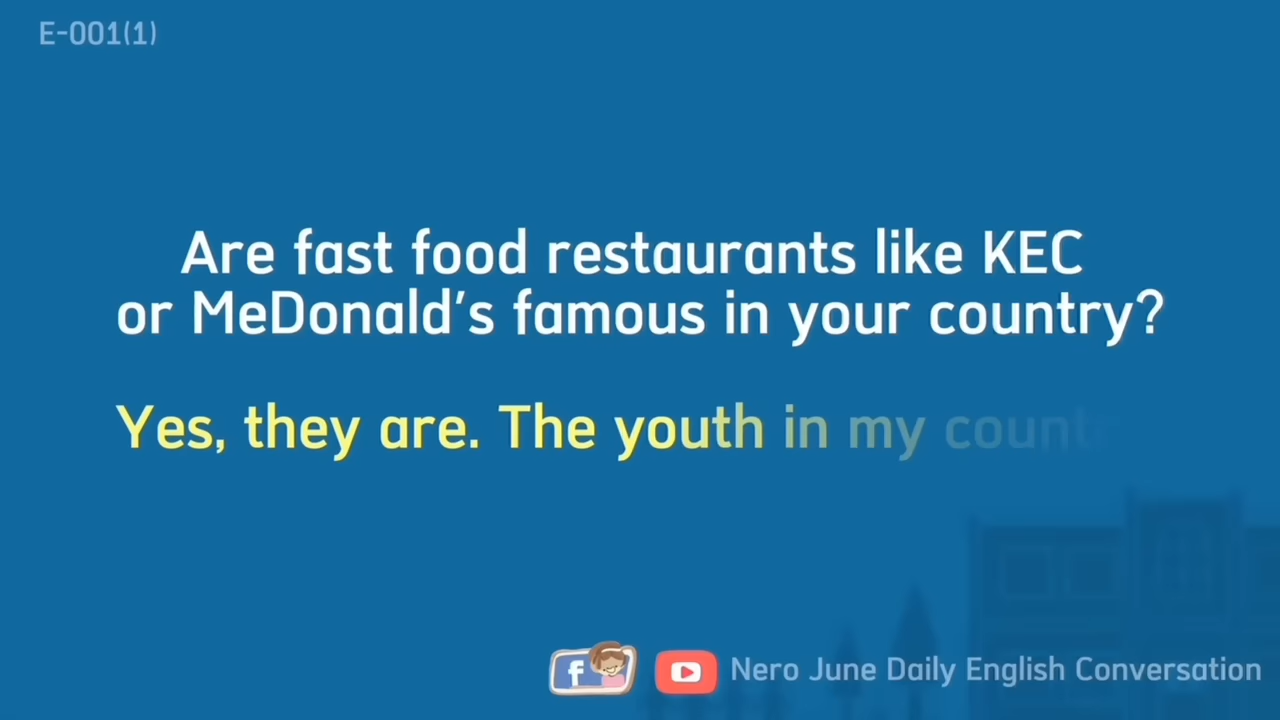 E-001(1)
Are fast food restaurants like KEC
or MeDonald's famous in your country?
Yes, they are. The youth in my
f
Nero June Daily English Conversation